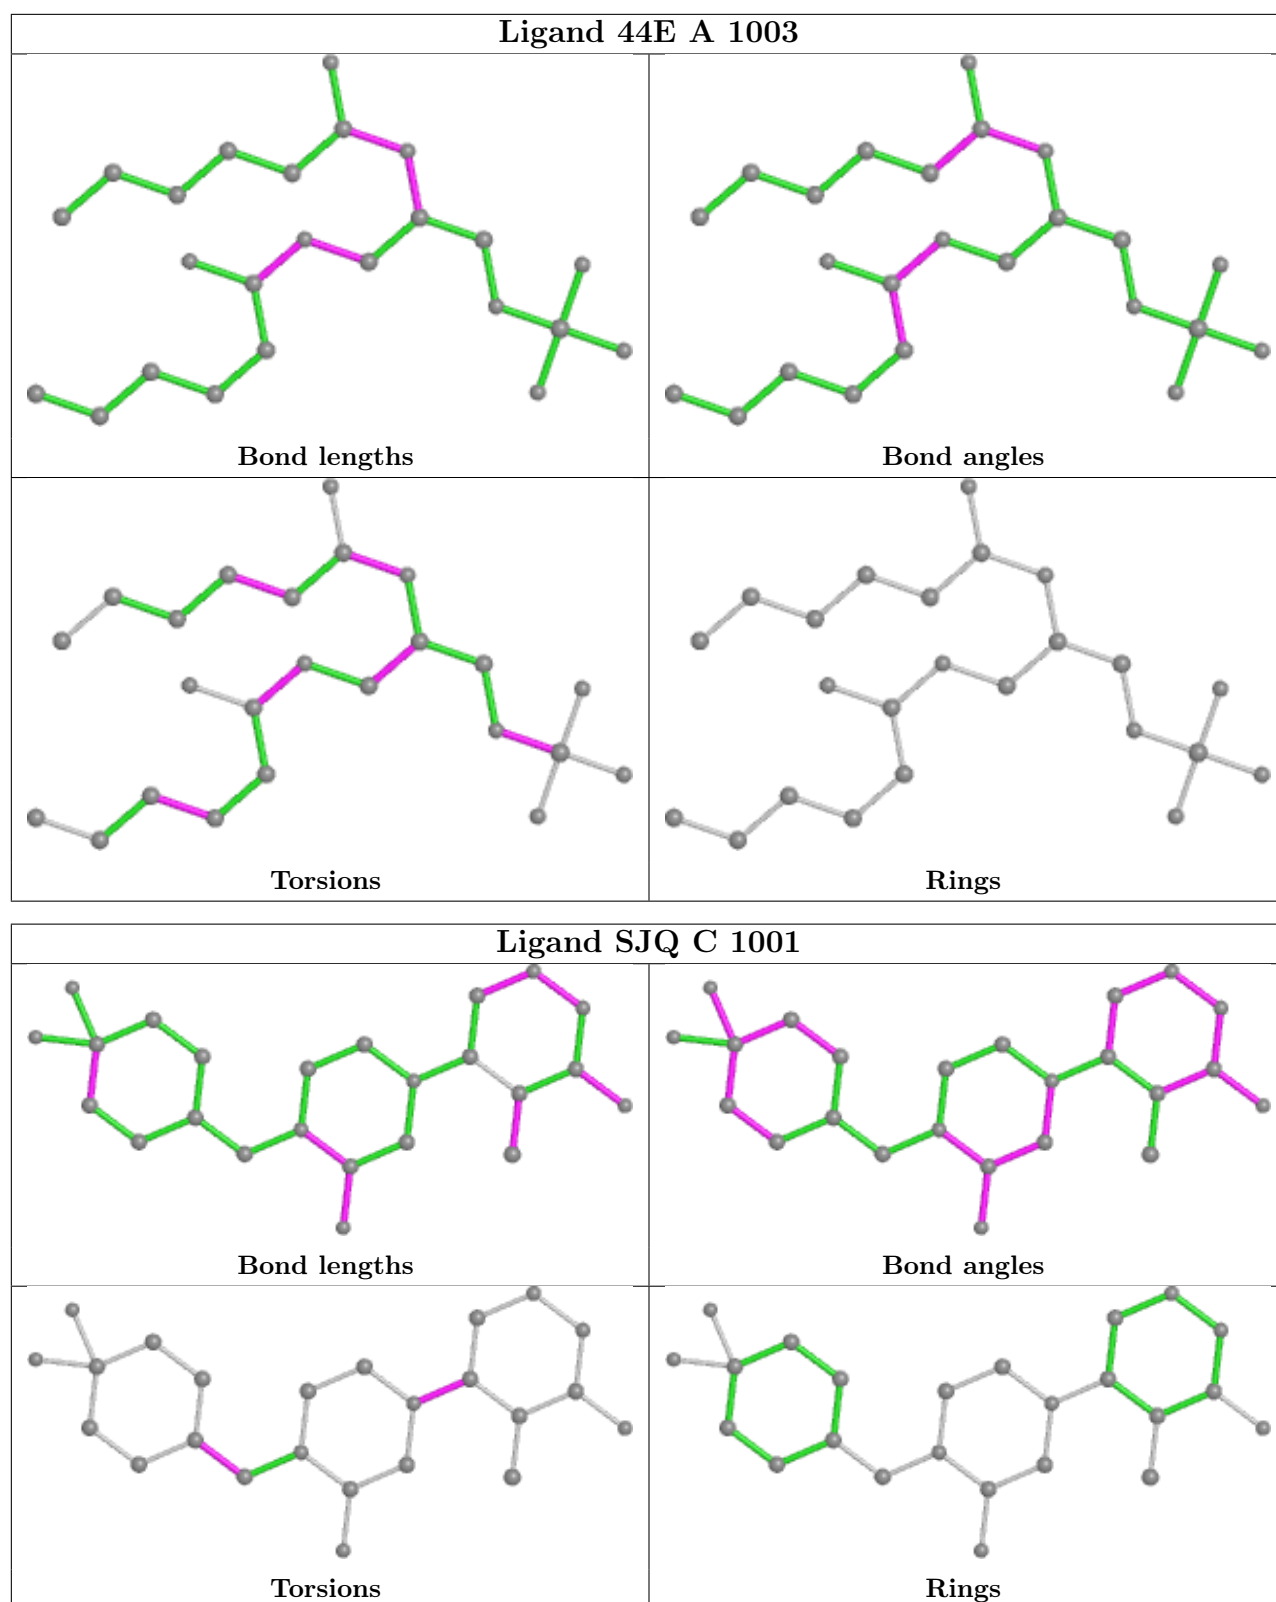 Ligand 44E A 1003
Bond lengths
Bond angles
Torsions
Rings
Ligand SJQ C 1001
Bond lengths
Bond angles
Torsions
Rings